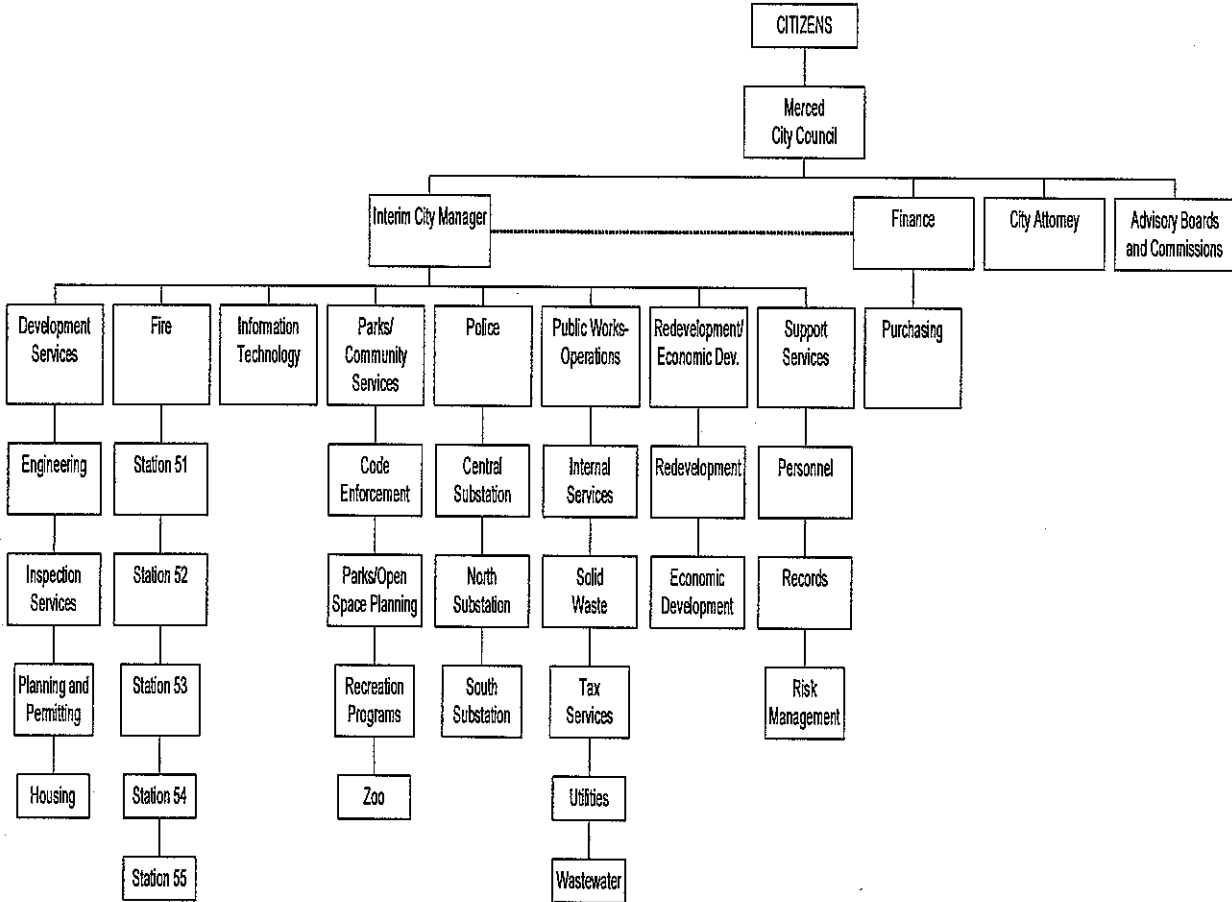 CITIZENS
Merced
City Council
Interim City Manager
Finance
City Attorney
Advisory Boards
and Commissions
Development
Services
Fire
Information
Technology
Parks/
Community
Services
Police
Public Works-
Operations
Redevelopment/
Economic Dev.
Support
Services
Purchasing
Engineering
Station 51
Code
Enforcement
Central
Substation
Internal
Services
Redevelopment
Personnel
Inspection
Services
Station 52
Parks/Open
Space Planning
North
Substation
Solid
Waste
Economic
Development
Records
Planning and
Permitting
Station 53
Recreation
Programs
South
Substation
Tax
Services
Risk
Management
Housing
Station 54
Zoo
Utilities
Station 55
Wastewater